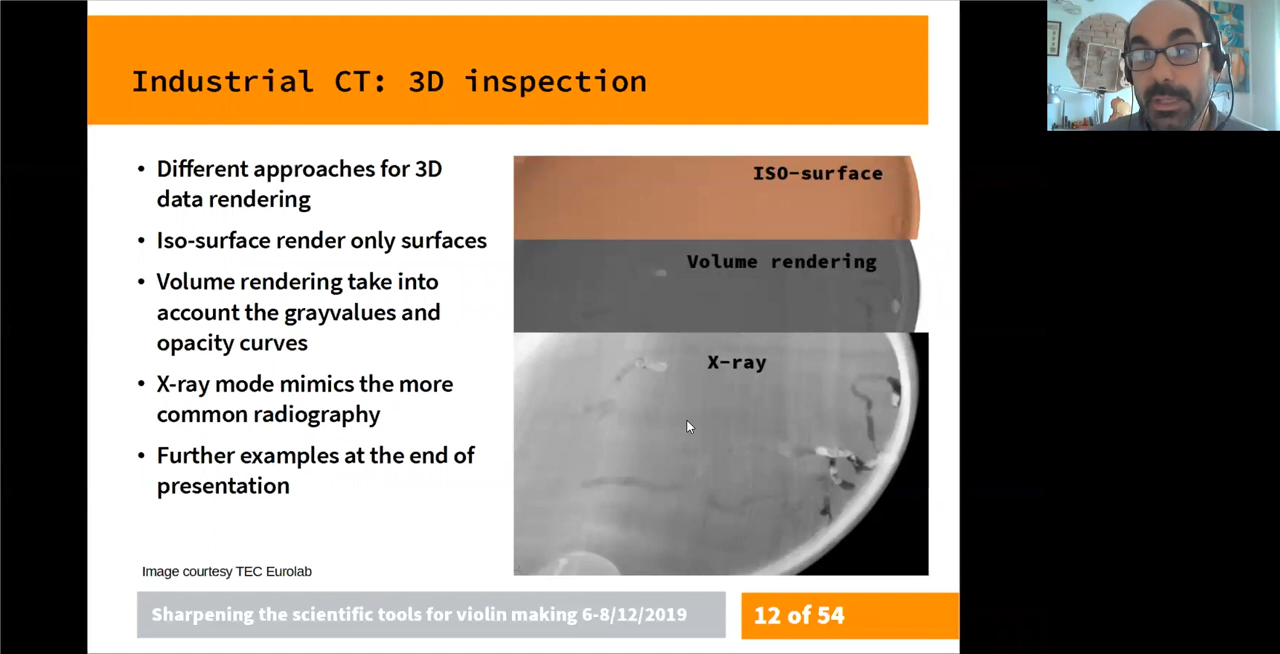 Industrial CT: 3D inspection
• Different approaches for 3D
data rendering
• Iso-surface render only surfaces
• Volume rendering take into
account the grayvalues and
opacity curves
• X-ray mode mimics the more
common radiography
• Further examples at the end of
presentation
ISO-surface
Volume rendering
X-ray
Image courtesy TEC Eurolab
Sharpening the scientific tools for violin making 6-8/12/2019
12 of 54